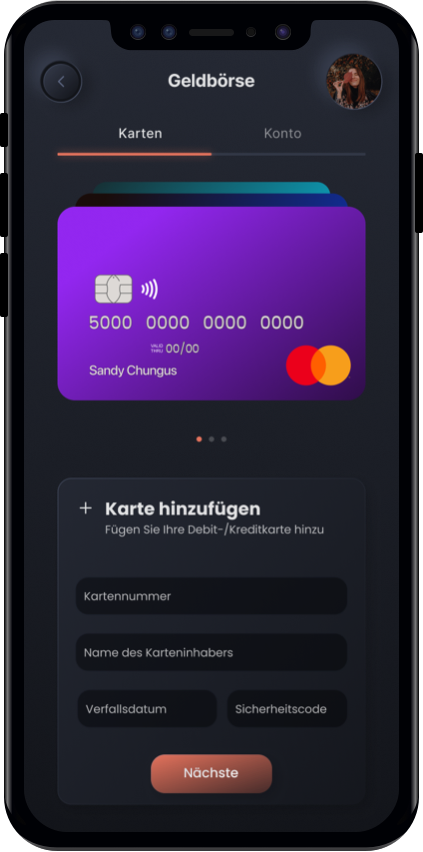 Geldbörse
Karten
Konto
5000 0000 0000 0000
VALID THRU 00/00
Sandy Chungus
Karte hinzufügen
Fügen Sie Ihre Debit-/Kreditkarte hinzu
Kartennummer
Name des Karteninhabers
Verfallsdatum
Sicherheitscode
Nächste